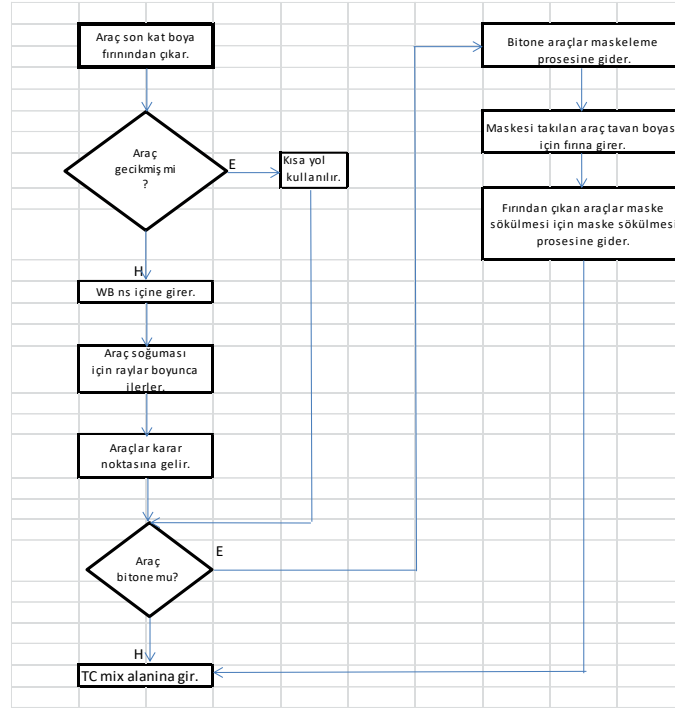 Araç son kat boya
fırınından çıkar.
Araç
gecikmiş mi
?
E
Kısa yol
kullanılır.
H
WB ns içine girer.
Araç soğuması
için raylar boyunca
ilerler.
Araçlar karar
noktasına gelir.
Araç
bitone mu?
E
H
TC mix alanina gir.
Bitone araçlar maskeleme
prosesine gider.
Maskesi takılan araç tavan boyası
için fırına girer.
Fırından çıkan araçlar maske
sökülmesi için maske sökülmesi
prosesine gider.